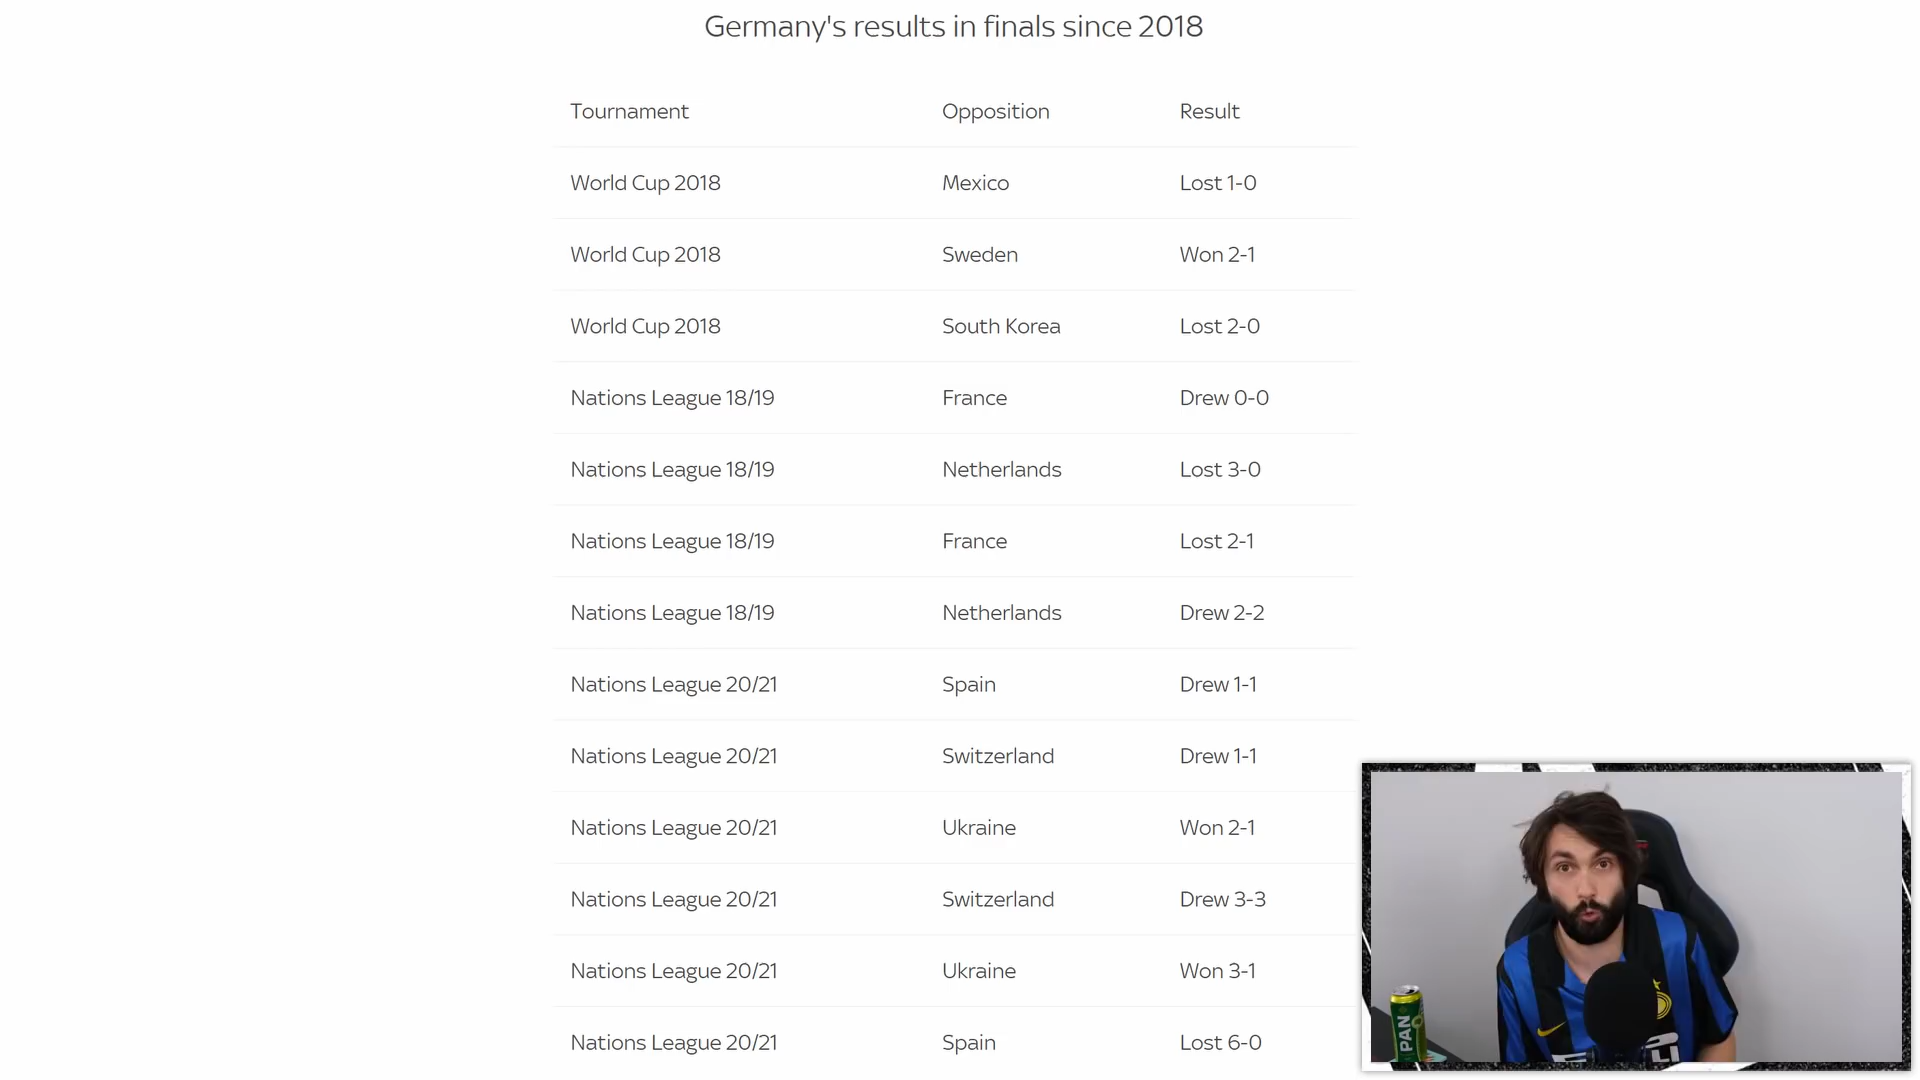 Germany's results in finals since 2018
Tournament Opposition Result
World Cup 2018 Mexico Lost 1-0
World Cup 2018 Sweden Won 2-1
World Cup 2018 South Korea Lost 2-0
Nations League 18/19 France Drew 0-0
Nations League 18/19 Netherlands Lost 3-0
Nations League 18/19 France Lost 2-1
Nations League 18/19 Netherlands Drew 2-2
Nations League 20/21 Spain Drew 1-1
Nations League 20/21 Switzerland Drew 1-1
Nations League 20/21 Ukraine Won 2-1
Nations League 20/21 Switzerland Drew 3-3
Nations League 20/21 Ukraine Won 3-1
Nations League 20/21 Spain Lost 6-0
PAN